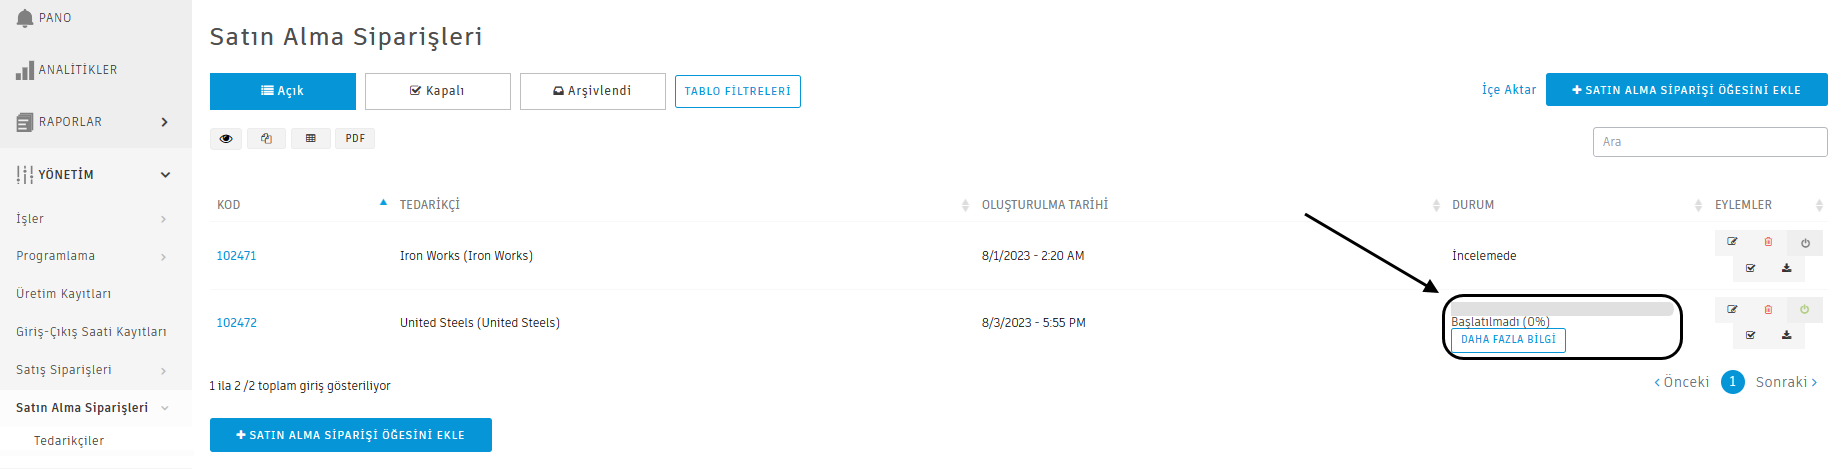 PANO
ANALİTİKLER
RAPORLAR
YÖNETİM
İşler
Programlama
Üretim Kayıtları
Giriş-Çıkış Saati Kayıtları
Satış Siparişleri
Satın Alma Siparişleri
Tedarikçiler
Satın Alma Siparişleri
Açık Kapalı Arşivlendi TABLO FİLTRELERİ İçe Aktar SATIN ALMA SİPARİŞİ ÖĞESİNİ EKLE
PDF Ara
KOD TEDARİKÇİ OLUŞTURULMA TARİHİ DURUM EYLEMLER
102471 Iron Works (Iron Works) 8/1/2023 - 2:20 AM İncelemede
102472 United Steels (United Steels) 8/3/2023 - 5:55 PM Başlatılmadı (0%)
DAHA FAZLA BİLGİ
1 ila 2 /2 toplam giriş gösteriliyor Önceki 1 Sonraki
SATIN ALMA SİPARİŞİ ÖĞESİNİ EKLE